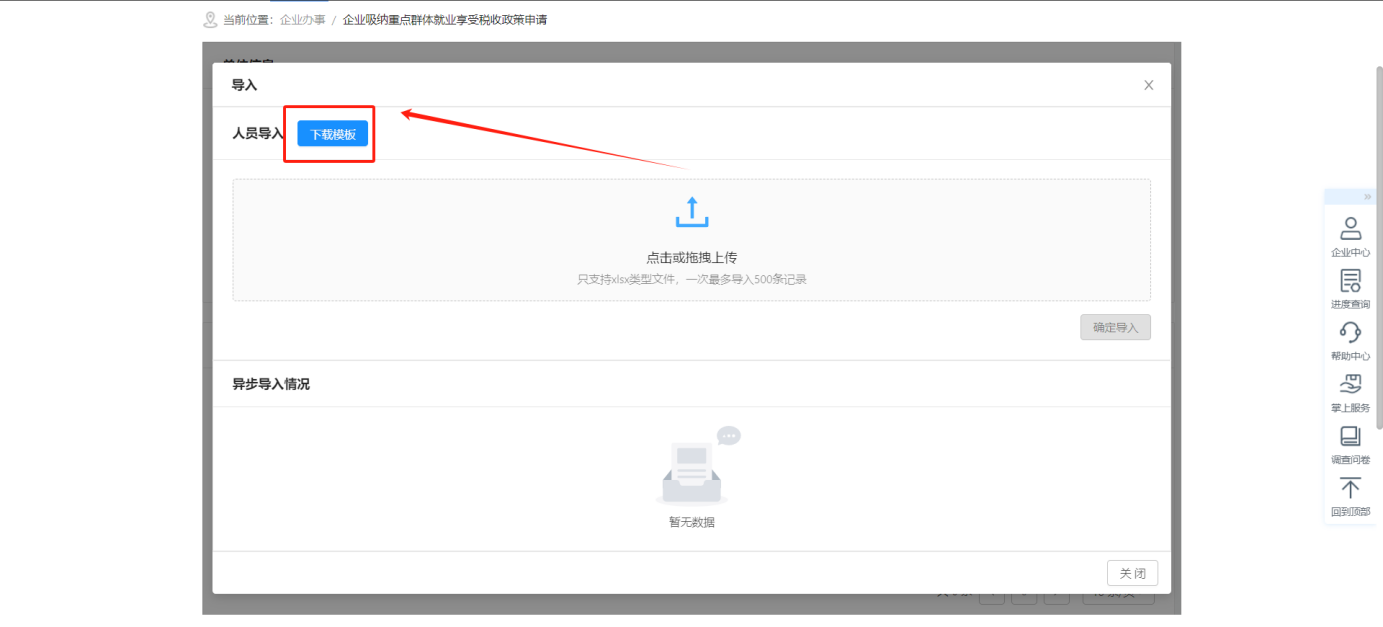 当前位置：企业办事 / 企业吸纳重点群体就业享受税收政策申请
导入
人员导入
下载模板
点击或拖拽上传
只支持xlsx类型文件，一次最多导入500条记录
确定导入
异步导入情况
暂无数据
关 闭
企业中心
进度查询
帮助中心
掌上服务
调查问卷
回到顶部